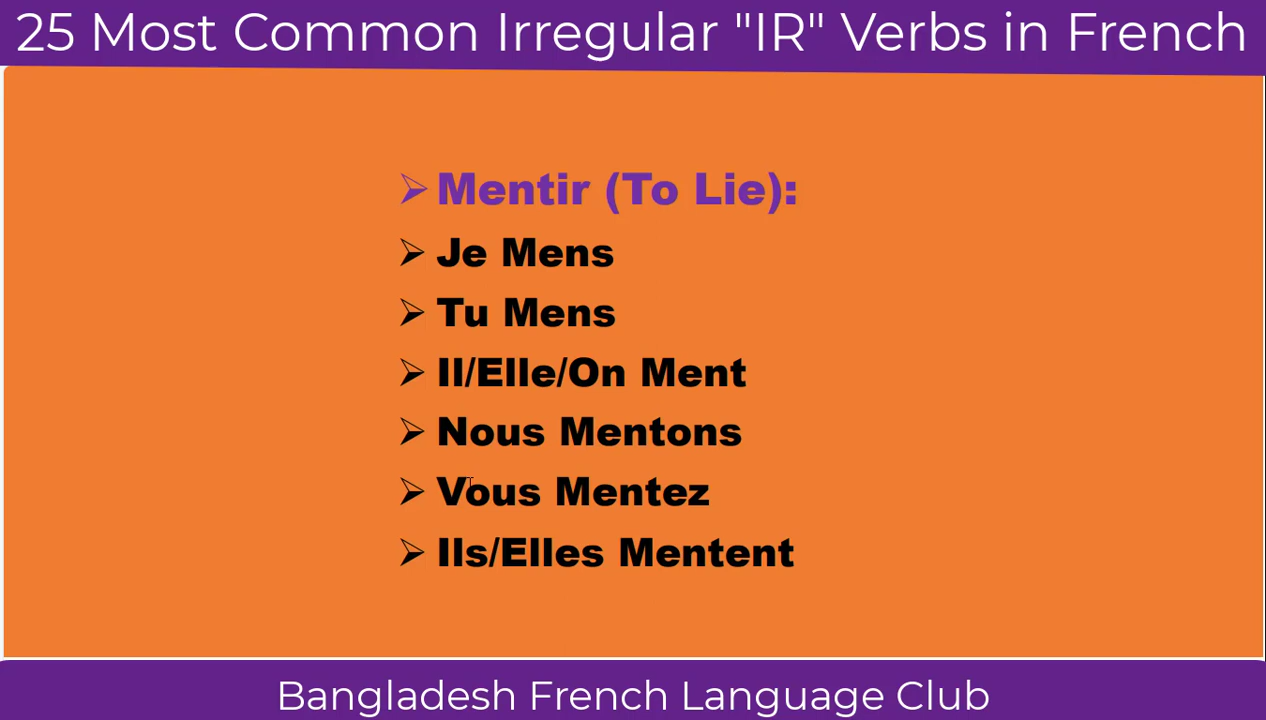 25 Most Common Irregular "IR" Verbs in French
➢ Mentir (To Lie):
➢ Je Mens
➢ Tu Mens
➢ Il/Elle/On Ment
➢ Nous Mentons
➢ Vous Mentez
➢ Ils/Elles Mentent
Bangladesh French Language Club